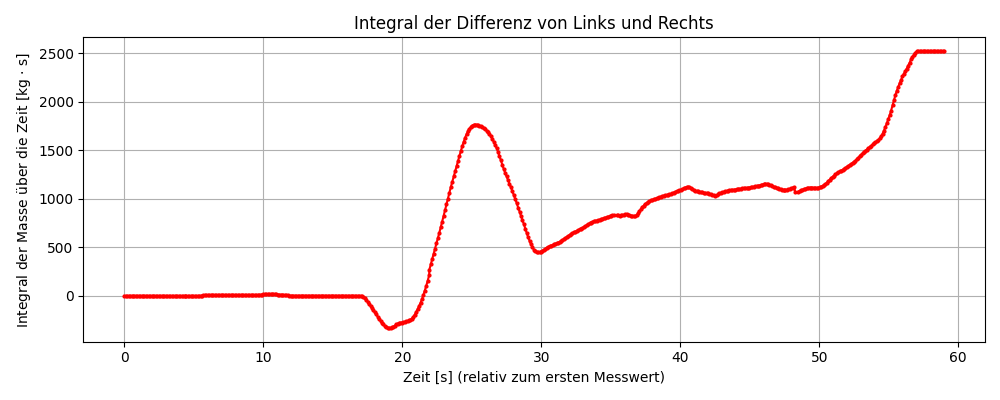 Integral der Differenz von Links und Rechts
Integral der Masse über die Zeit [kg · s]
2500
2000
1500
1000
500
0
0 10 20 30 40 50 60
Zeit [s] (relativ zum ersten Messwert)